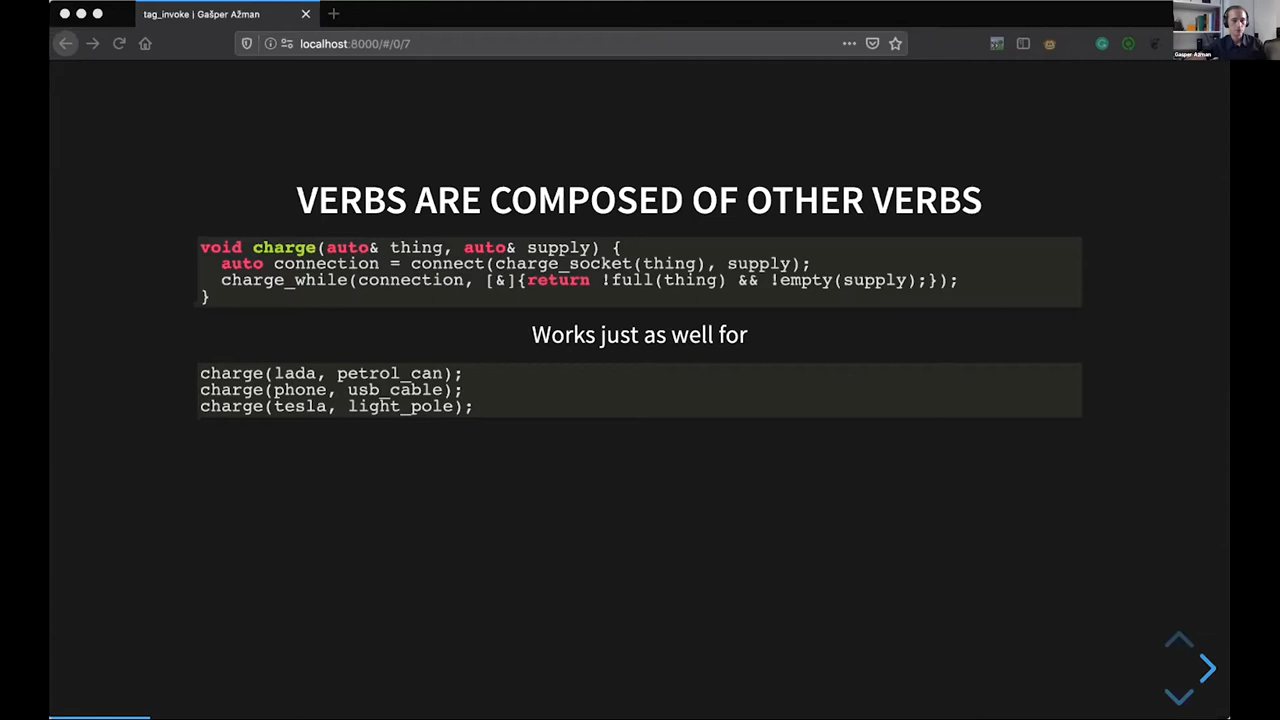 tag_invoke | Gašper Ažman
localhost:8000/#/0/7
Gasper Azman
VERBS ARE COMPOSED OF OTHER VERBS
void charge(auto& thing, auto& supply) {
  auto connection = connect(charge_socket(thing), supply);
  charge_while(connection, [&]{return !full(thing) && !empty(supply);});
}
Works just as well for
charge(lada, petrol_can);
charge(phone, usb_cable);
charge(tesla, light_pole);